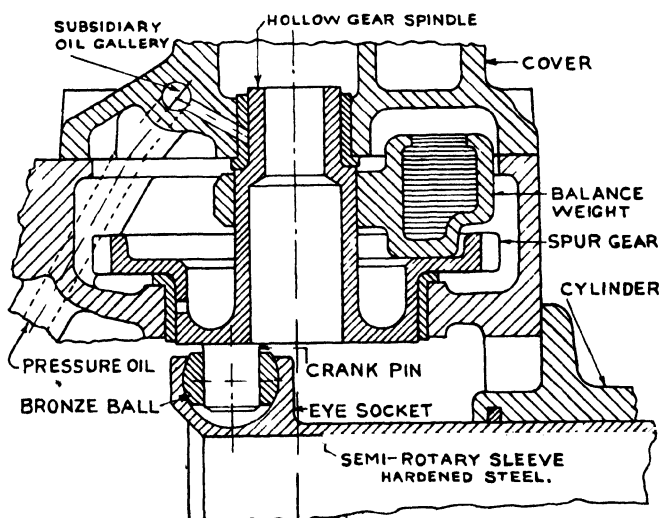 SUBSIDIARY
OIL GALLERY
HOLLOW GEAR SPINDLE
COVER
BALANCE
WEIGHT
SPUR GEAR
CYLINDER
PRESSURE OIL
CRANK PIN
BRONZE BALL
EYE SOCKET
SEMI-ROTARY SLEEVE
HARDENED STEEL.